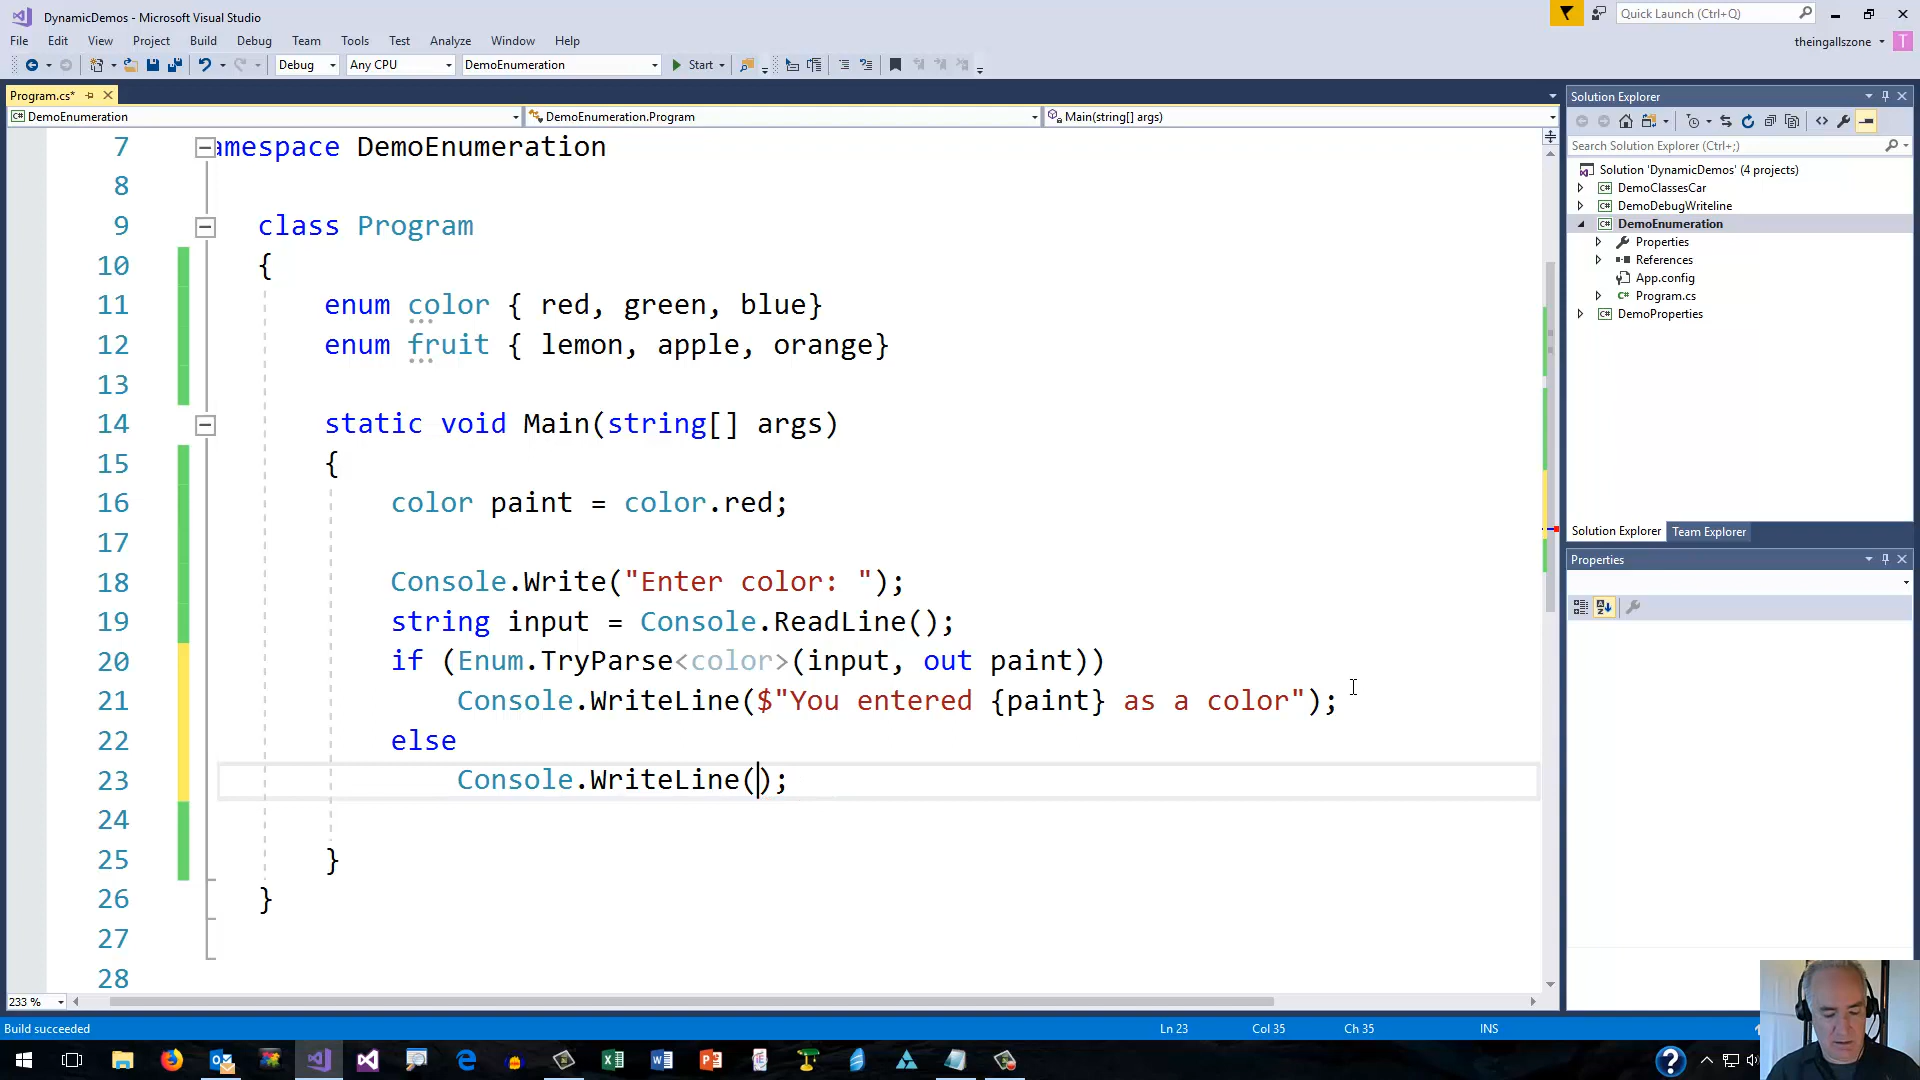 DynamicDemos - Microsoft Visual Studio
Quick Launch (Ctrl+Q)
File Edit View Project Build Debug Team Tools Test Analyze Window Help
theingallszone
T
Debug Any CPU DemoEnumeration Start
Program.cs*
DemoEnumeration
DemoEnumeration.Program
Main(string[] args)
7 amespace DemoEnumeration
8
9 class Program
10 {
11 enum color { red, green, blue}
12 enum fruit { lemon, apple, orange}
13
14 static void Main(string[] args)
15 {
16 color paint = color.red;
17
18 Console.Write("Enter color: ");
19 string input = Console.ReadLine();
20 if (Enum.TryParse<color>(input, out paint))
21 Console.WriteLine($"You entered {paint} as a color");
22 else
23 Console.WriteLine();
24
25 }
26 }
27
28
233 %
Solution Explorer
Search Solution Explorer (Ctrl+;)
Solution 'DynamicDemos' (4 projects)
DemoClassesCar
DemoDebugWriteline
DemoEnumeration
Properties
References
App.config
Program.cs
DemoProperties
Solution Explorer Team Explorer
Properties
Build succeeded
Ln 23 Col 35 Ch 35 INS